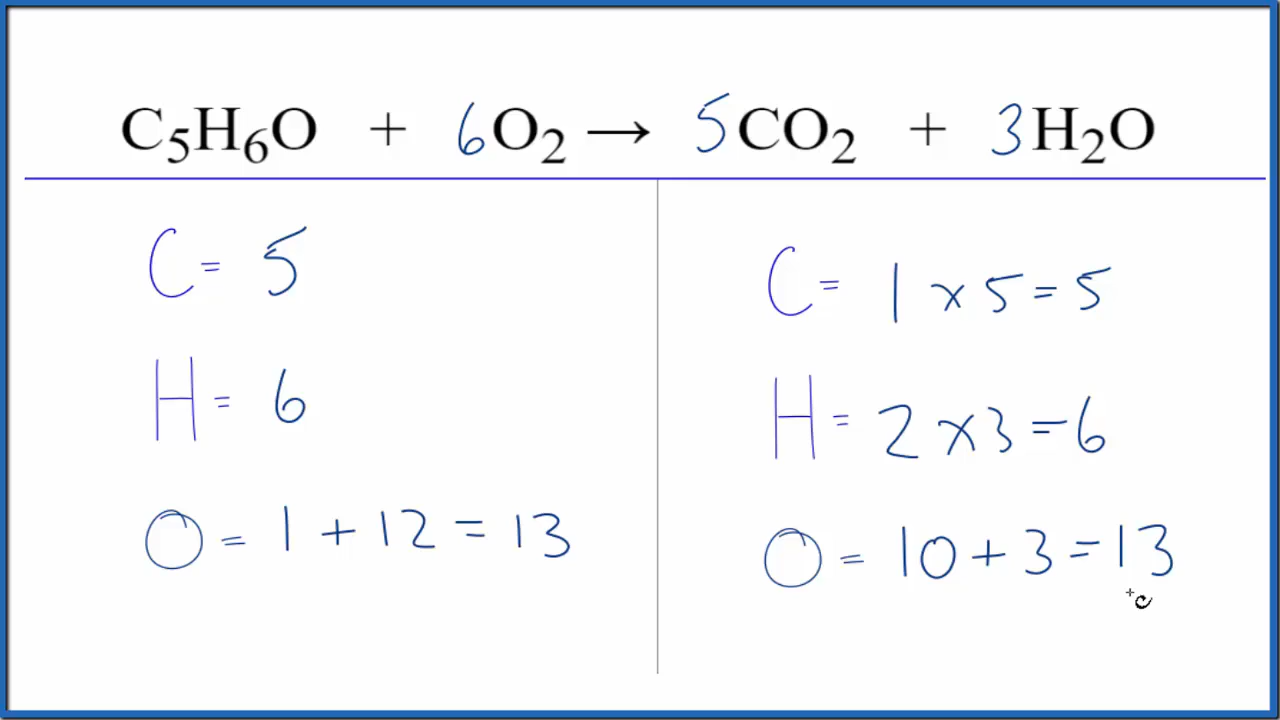 C₅H₆O + 6O₂ → 5CO₂ + 3H₂O
C = 5
H = 6
O = 1 + 12 = 13
C = 1 x 5 = 5
H = 2 x 3 = 6
O = 10 + 3 = 13